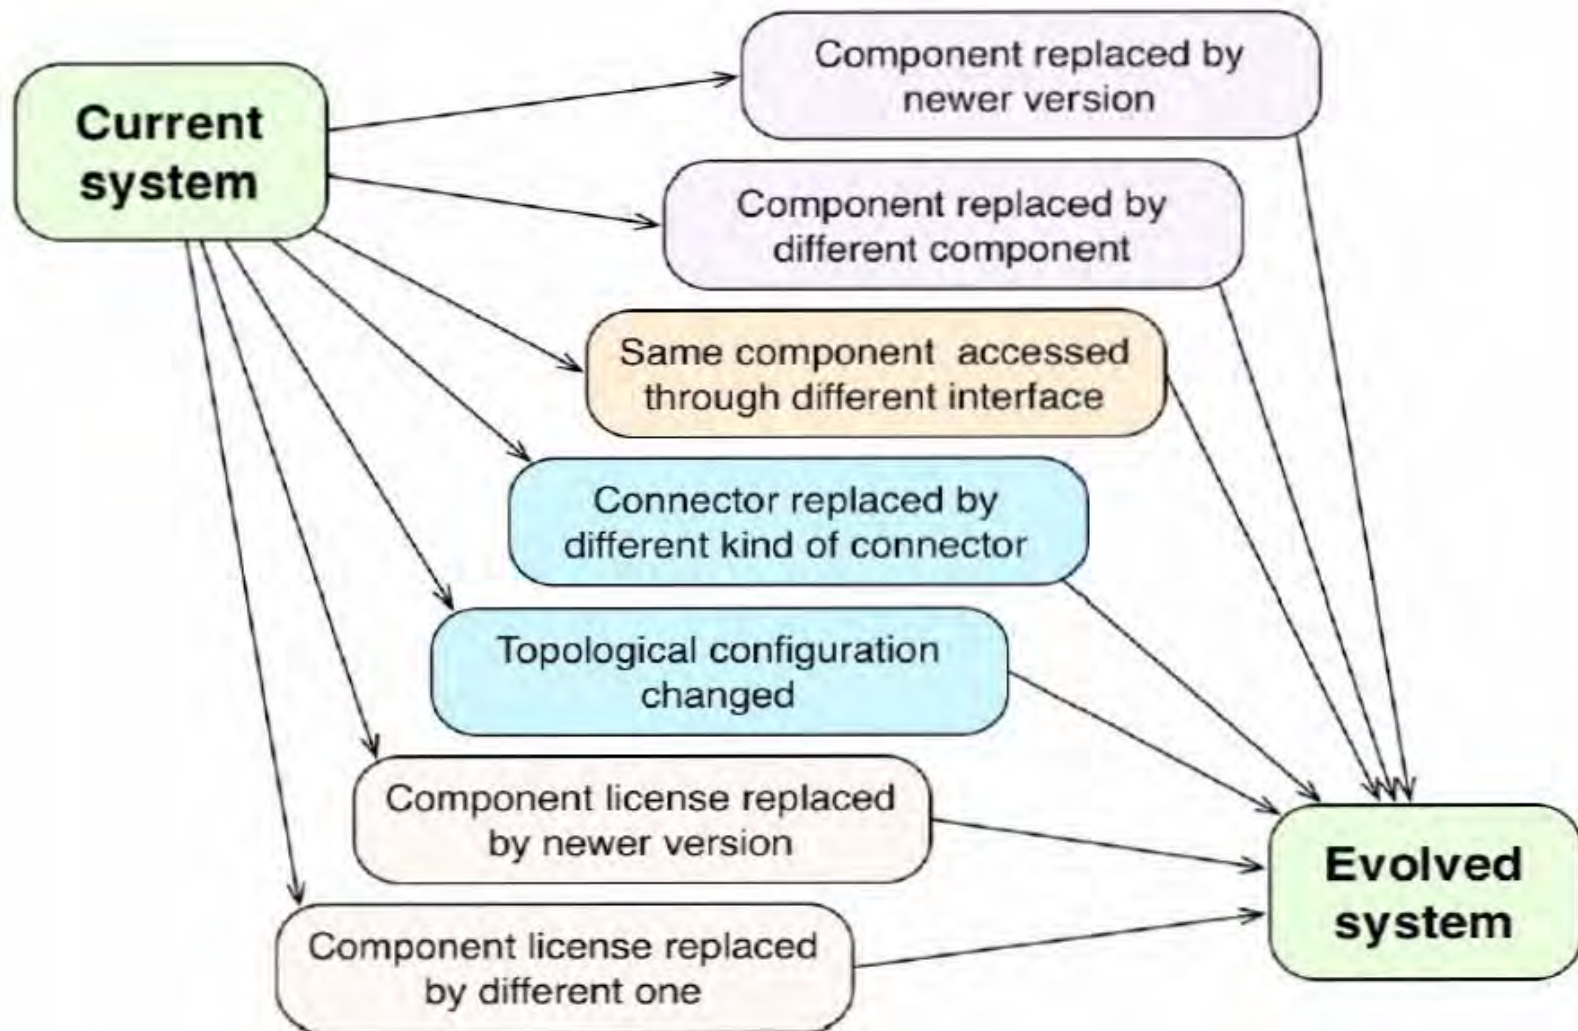 Current
system
Component replaced by
newer version
Component replaced by
different component
Same component accessed
through different interface
Connector replaced by
different kind of connector
Topological configuration
changed
Component license replaced
by newer version
Component license replaced
by different one
Evolved
system